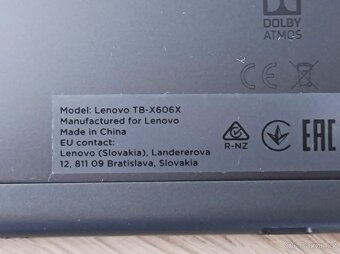 DOLBY
ATMOS
Model: Lenovo TB-X606X
Manufactured for Lenovo
Made in China
EU contact:
Lenovo (Slovakia), Landererova
12, 811 09 Bratislava, Slovakia
R-NZ
EAC